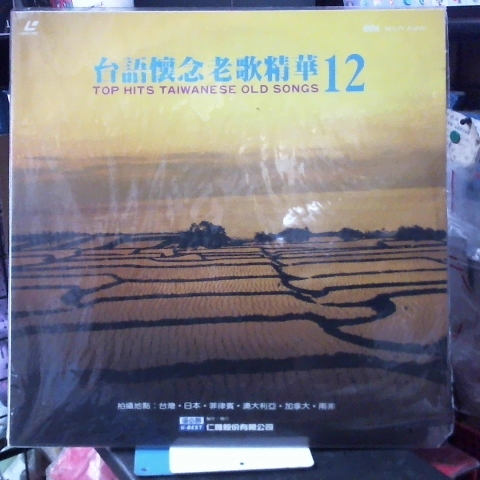 台語懷念老歌精華12
TOP HITS TAIWANESE OLD SONGS
拍攝地點：台灣・日本・菲律賓・澳大利亞・加拿大・南非